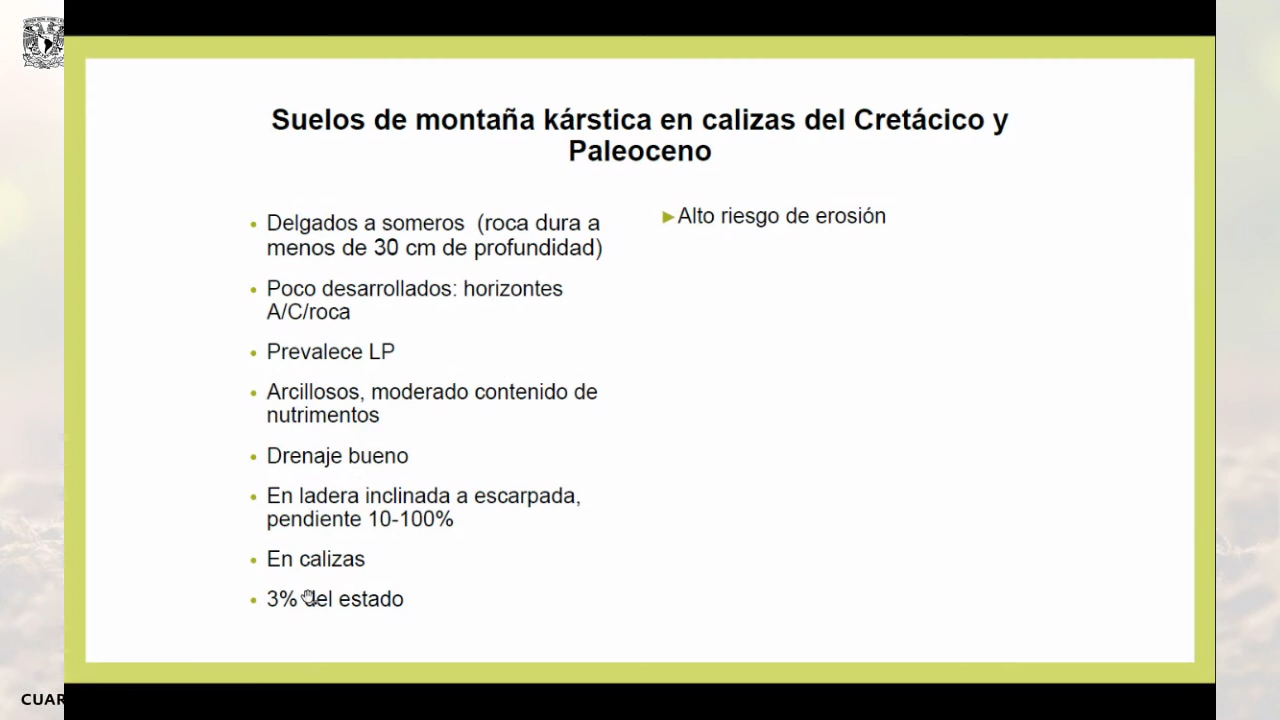 Suelos de montaña kárstica en calizas del Cretácico y
Paleoceno
Delgados a someros (roca dura a
menos de 30 cm de profundidad)
Poco desarrollados: horizontes
A/C/roca
Prevalece LP
Arcillosos, moderado contenido de
nutrimentos
Drenaje bueno
En ladera inclinada a escarpada,
pendiente 10-100%
En calizas
3% del estado
Alto riesgo de erosión
CUAR